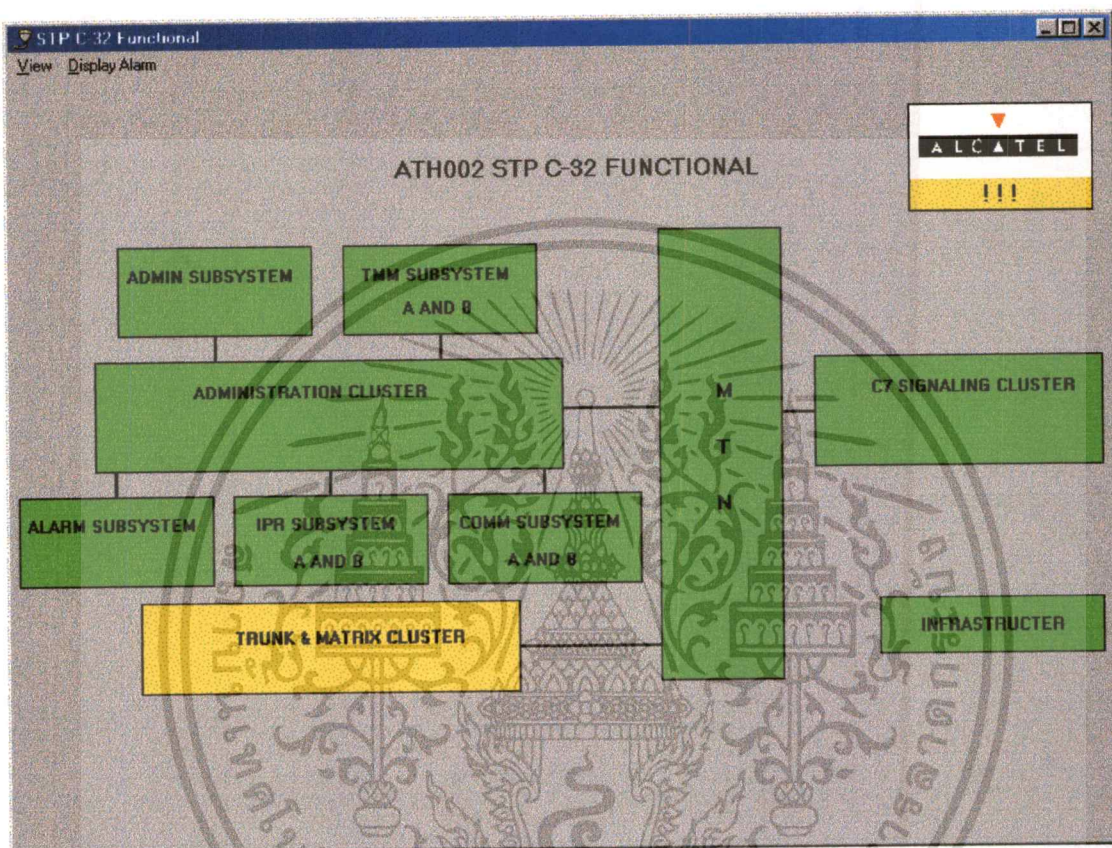 STP C-32 Functional
View Display Alarm
ALCATEL
!!!
ATH002 STP C-32 FUNCTIONAL
ADMIN SUBSYSTEM
TMM SUBSYSTEM
A AND B
ADMINISTRATION CLUSTER
M
T
N
C7 SIGNALING CLUSTER
ALARM SUBSYSTEM
IPR SUBSYSTEM
A AND B
COMM SUBSYSTEM
A AND B
TRUNK & MATRIX CLUSTER
INFRASTRUCTER